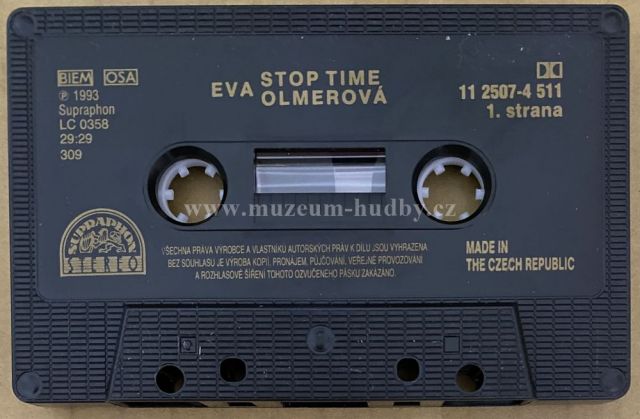 BIEM OSA
℗ 1993
Supraphon
LC 0358
29:29
309
STOP TIME
EVA OLMEROVÁ
11 2507-4 511
1. strana
www.muzeum-hudby.cz
SUPRAPHON
STEREO
VŠECHNA PRÁVA VÝROBCE A VLASTNÍKŮ AUTORSKÝCH PRÁV K DÍLU JSOU VYHRAZENA.
BEZ SOUHLASU JE VÝROBA KOPIÍ, PRONÁJEM, PŮJČOVÁNÍ, VEŘEJNÉ PROVOZOVÁNÍ
A ROZHLASOVÉ ŠÍŘENÍ TOHOTO OZVUČENÉHO PÁSKU ZAKÁZÁNO.
MADE IN
THE CZECH REPUBLIC